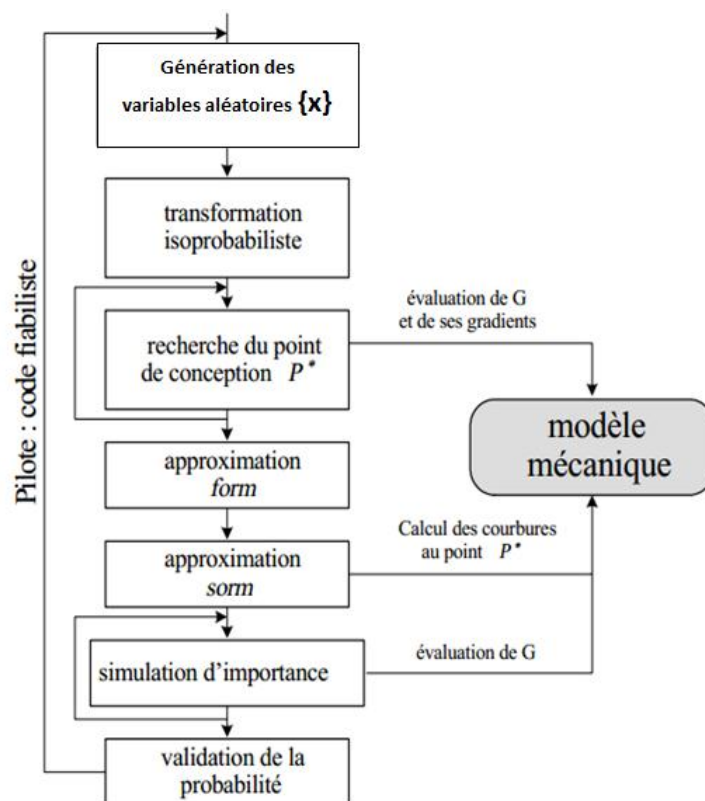 Génération des
variables aléatoires {x}
transformation
isoprobabiliste
évaluation de G
et de ses gradients
recherche du point
de conception P*
modèle
mécanique
Pilote : code fiabiliste
approximation
form
Calcul des courbures
au point P*
approximation
sorm
simulation d'importance
évaluation de G
validation de la
probabilité